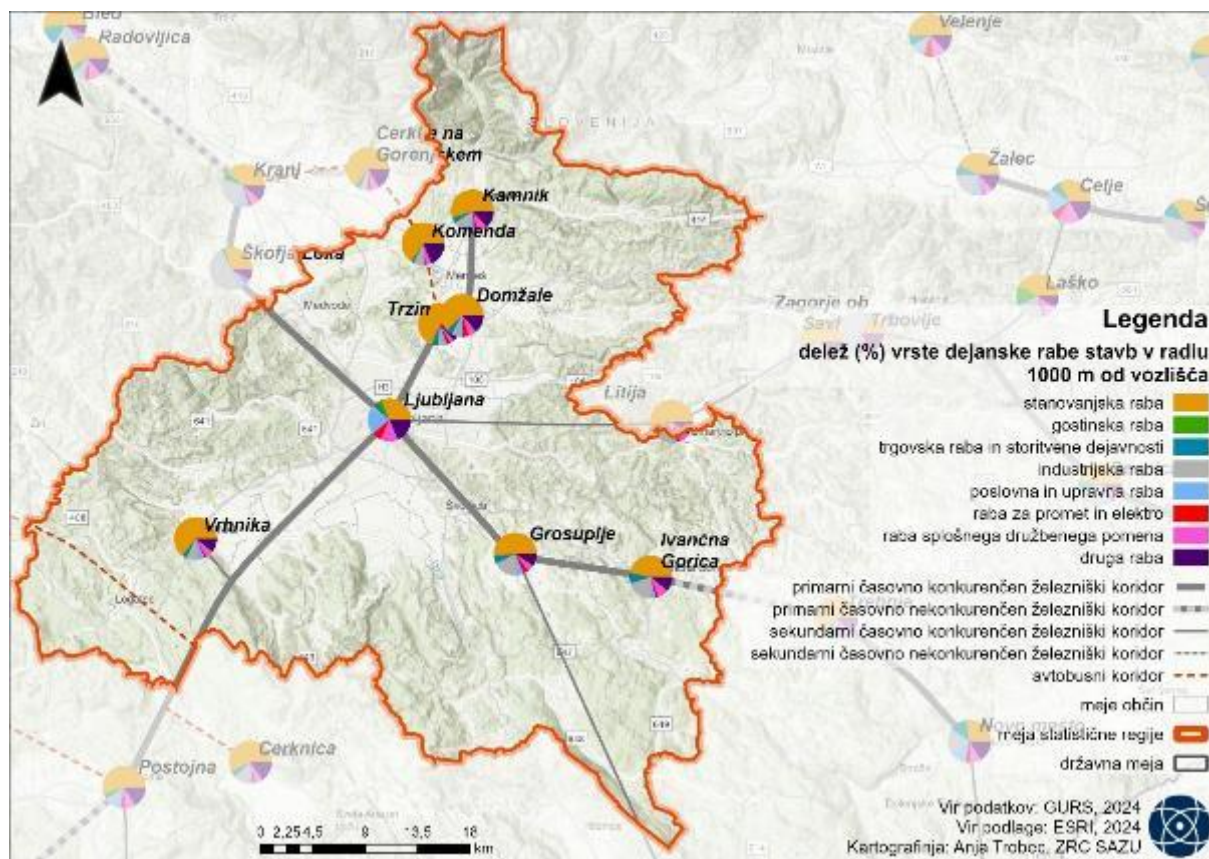 Bled
Radovljica
Velenje
SLOVENIJA
Cerklje na
Gorenjskem
Kranj
Žalec
Celje
Kamnik
Komenda
Škofja Loka
Laško
Domžale
Trzin
Medvode
Zagorje ob
Savi
Trbovlje
Ljubljana
Litija
Vrhnika
Grosuplje
Ivančna
Gorica
Logatec
Trebnje
Novo mesto
Cerknica
Postojna
Legenda
delež (%) vrste dejanske rabe stavb v radiu
1000 m od vozlišča
stanovanjska raba
gostinska raba
trgovska raba in storitvene dejavnosti
industrijska raba
poslovna in upravna raba
raba za promet in elektro
raba splošnega družbenega pomena
druga raba
primarni časovno konkurenčen železniški koridor
primarni časovno nekonkurenčen železniški koridor
sekundarni časovno konkurenčen železniški koridor
sekundarni časovno nekonkurenčen železniški koridor
avtobusni koridor
meje občin
meja statistične regije
državna meja
0 2,25 4,5 9 13,5 18
km
Vir podatkov: GURS, 2024
Vir podlage: ESRI, 2024
Kartografinja: Anja Trobec, ZRC SAZU